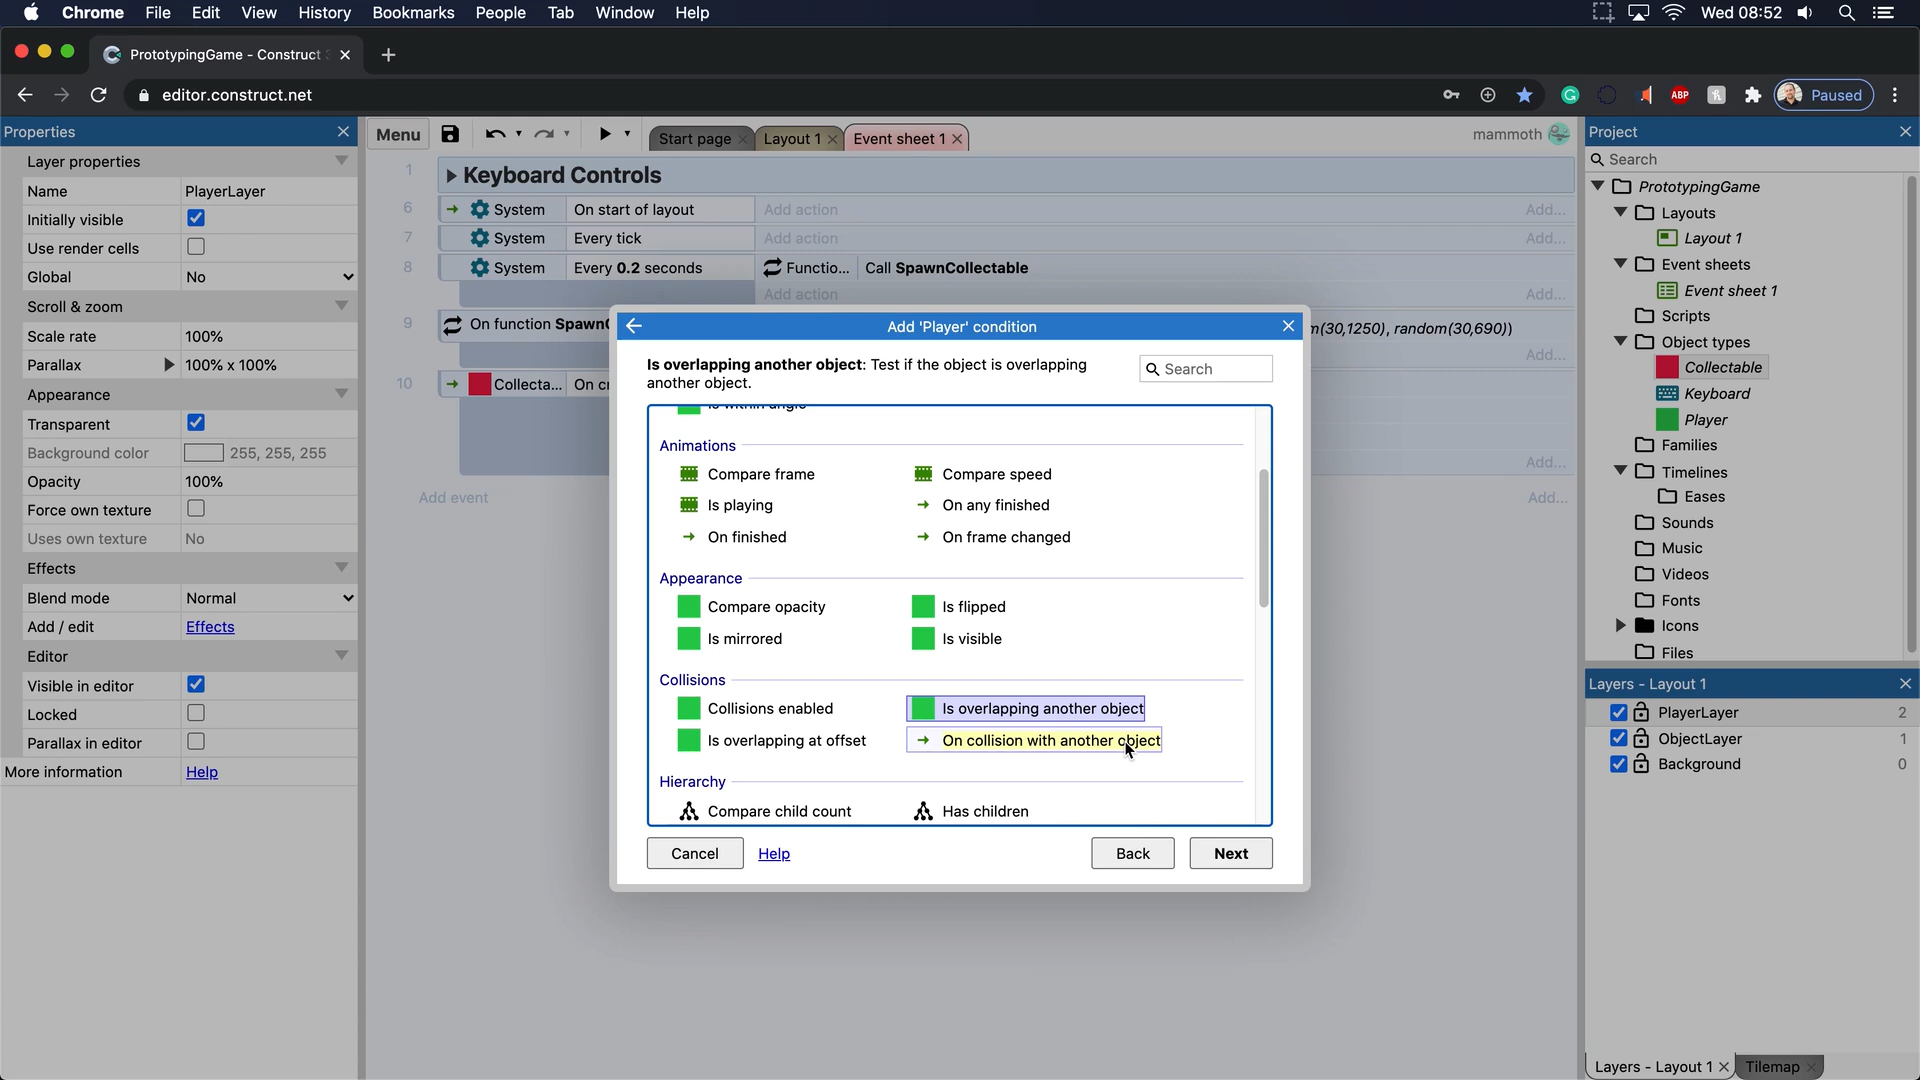 Chrome File Edit View History Bookmarks People Tab Window Help Wed 08:52
PrototypingGame - Construct 3
editor.construct.net ABP Paused
Properties
Layer properties
Name PlayerLayer
Initially visible
Use render cells
Global No
Scroll & zoom
Scale rate 100%
Parallax 100% x 100%
Appearance
Transparent
Background color 255, 255, 255
Opacity 100%
Force own texture
Uses own texture No
Effects
Blend mode Normal
Add / edit Effects
Editor
Visible in editor
Locked
Parallax in editor
More information Help
Menu Start page Layout 1 Event sheet 1 mammoth
1 Keyboard Controls
6 System On start of layout Add action Add...
7 System Every tick Add action Add...
8 System Every 0.2 seconds Functio... Call SpawnCollectable
Add action Add...
9 On function Spawn m(30,1250), random(30,690))
Add...
10 Collecta... On cr
Add...
Add event Add...
Add 'Player' condition
Is overlapping another object: Test if the object is overlapping
another object.
Search
Is within angle
Animations
Compare frame Compare speed
Is playing On any finished
On finished On frame changed
Appearance
Compare opacity Is flipped
Is mirrored Is visible
Collisions
Collisions enabled Is overlapping another object
Is overlapping at offset On collision with another object
Hierarchy
Compare child count Has children
Cancel Help Back Next
Project
Search
PrototypingGame
Layouts
Layout 1
Event sheets
Event sheet 1
Scripts
Object types
Collectable
Keyboard
Player
Families
Timelines
Eases
Sounds
Music
Videos
Fonts
Icons
Files
Layers - Layout 1
PlayerLayer 2
ObjectLayer 1
Background 0
Layers - Layout 1 Tilemap